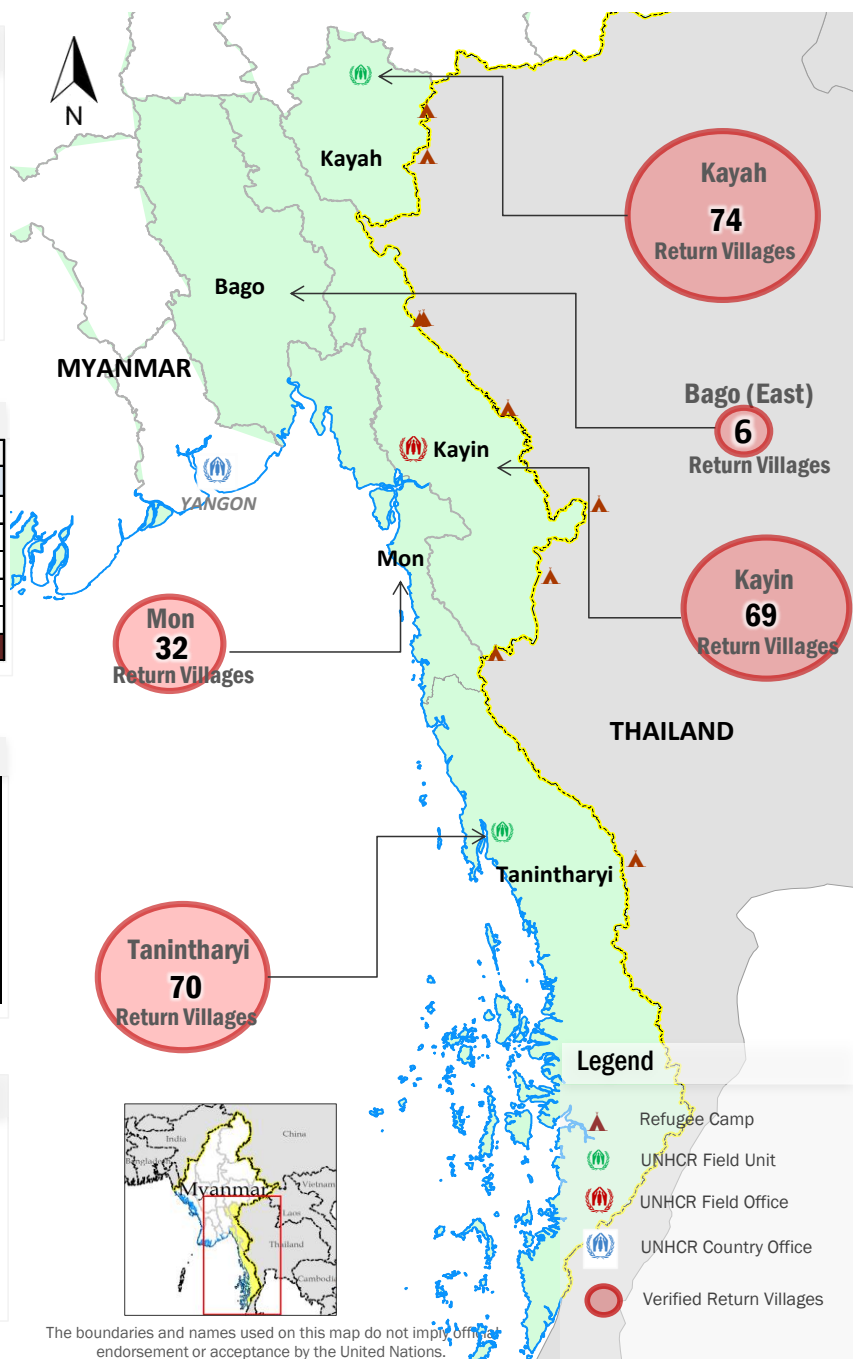 N
Kayah
Kayah
74
Return Villages
Bago
MYANMAR
Bago (East)
6
Return Villages
Kayin
YANGON
Mon
Kayin
69
Return Villages
Mon
32
Return Villages
THAILAND
Tanintharyi
Tanintharyi
70
Return Villages
Legend
Refugee Camp
UNHCR Field Unit
UNHCR Field Office
UNHCR Country Office
Verified Return Villages
India
China
Bangladesh
Myanmar
Vietnam
Laos
Thailand
Cambodia
The boundaries and names used on this map do not imply official
endorsement or acceptance by the United Nations.